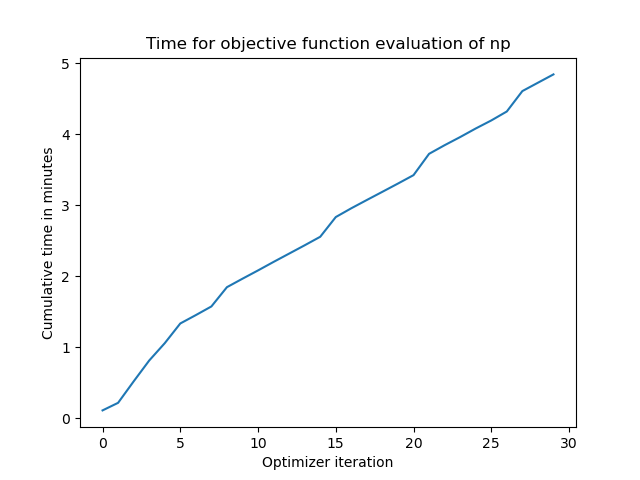 Time for objective function evaluation of np
Cumulative time in minutes
5
4
3
2
1
0
0 5 10 15 20 25 30
Optimizer iteration